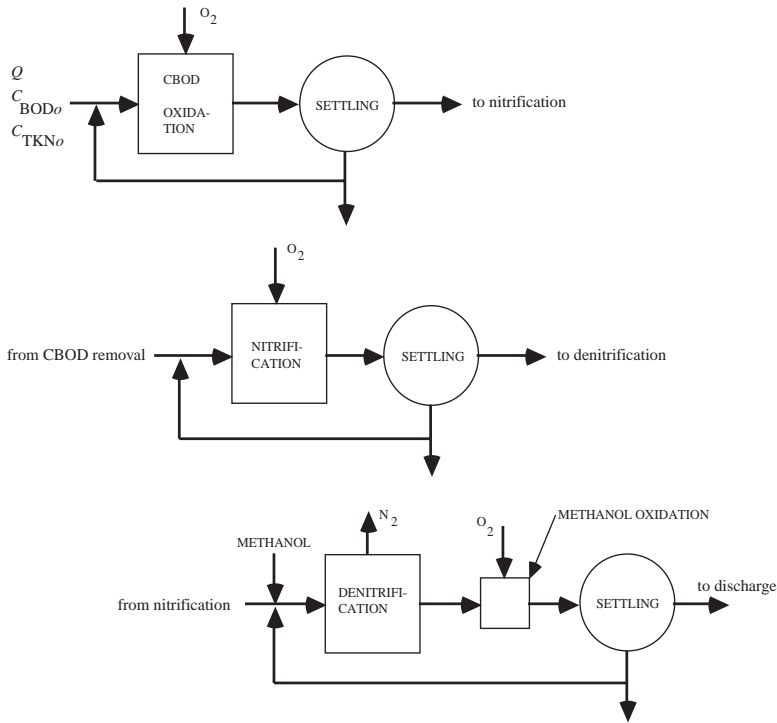 O2
Q
CBODo
CTKNo
CBOD
OXIDA-
TION
SETTLING
to nitrification
O2
from CBOD removal
NITRIFI-
CATION
SETTLING
to denitrification
METHANOL
N2
O2
METHANOL OXIDATION
from nitrification
DENITRIFI-
CATION
SETTLING
to discharge